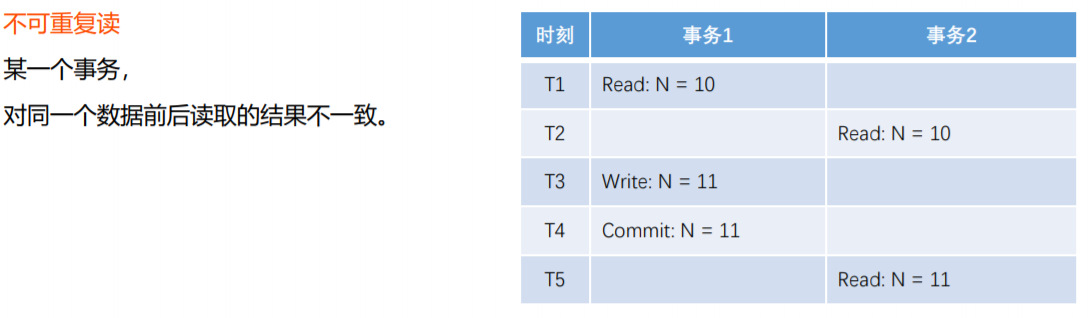 不可重复读
某一个事务，
对同一个数据前后读取的结果不一致。
时刻 事务1 事务2
T1 Read: N = 10
T2 Read: N = 10
T3 Write: N = 11
T4 Commit: N = 11
T5 Read: N = 11